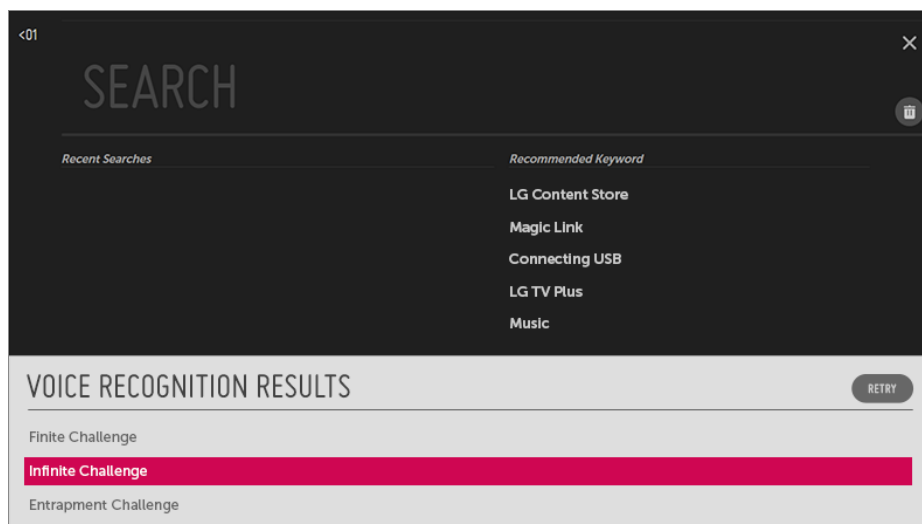 <01
SEARCH
Recent Searches
Recommended Keyword
LG Content Store
Magic Link
Connecting USB
LG TV Plus
Music
VOICE RECOGNITION RESULTS
RETRY
Finite Challenge
Infinite Challenge
Entrapment Challenge